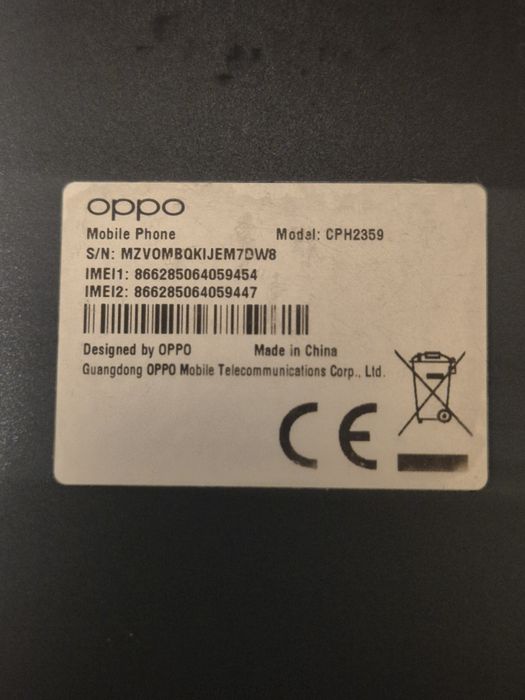 oppo
Mobile Phone Model: CPH2359
S/N: MZVOMBQKIJEM7DW8
IMEI1: 866285064059454
IMEI2: 866285064059447
Designed by OPPO Made in China
Guangdong OPPO Mobile Telecommunications Corp., Ltd.
CE